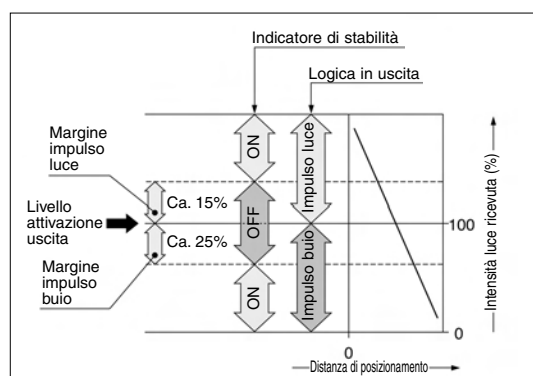 Indicatore di stabilità
Logica in uscita
Margine
impulso
luce
Livello
attivazione
uscita
Margine
impulso
buio
Ca. 15%
Ca. 25%
ON
OFF
ON
Impulso luce
Impulso buio
100
0
0
Intensità luce ricevuta (%)
Distanza di posizionamento